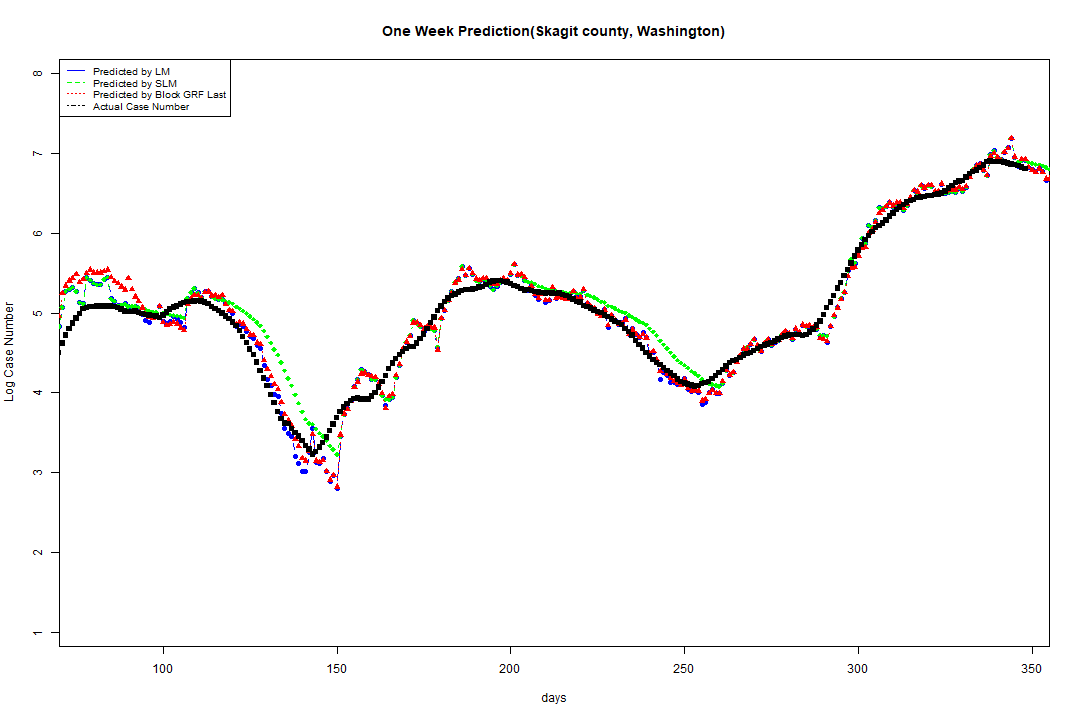 One Week Prediction(Skagit county, Washington)
Predicted by LM
Predicted by SLM
Predicted by Block GRF Last
Actual Case Number
8
7
6
5
4
3
2
1
Log Case Number
100 150 200 250 300 350
days